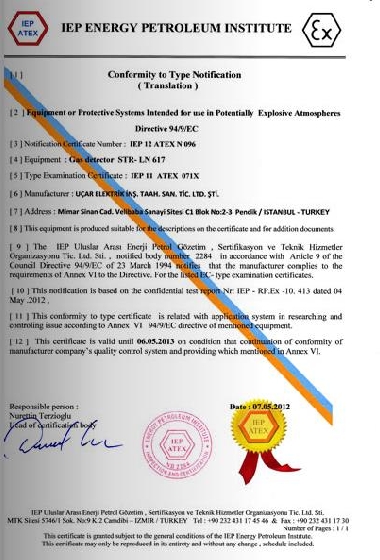 IEP
ATEX
IEP ENERGY PETROLEUM INSTITUTE
Ex
[ 1 ]
Conformity to Type Notification
( Translation )
[ 2 ] Equipment or Protective Systems Intended for use in Potentially Explosive Atmospheres
Directive 94/9/EC
[ 3 ] Notification Certificate Number : IEP 12 ATEX N096
[ 4 ] Equipment : Gas detector STR- LN 617
[ 5 ] Type Examination Certificate : IEP 11 ATEX 071X
[ 6 ] Manufacturer : UÇAR ELEKTRİK İNŞ. TAAH. SAN. TİC. LTD. ŞTİ.
[ 7 ] Address : Mimar Sinan Cad. Velibaba Sanayi Sites C1 Blok No:2-3 Pendik / ISTANBUL - TURKEY
[ 8 ] This equipment is produced suitable for the descriptions on the certificate and for addition documents
[ 9 ] The IEP Uluslar Arası Enerji Petrol Gözetim , Sertifikasyon ve Teknik Hizmetler
Organizasyonu Tic. Ltd. Sti. , notified body number 2284 in accordance with Article 9 of the
Council Directive 94/9/EC of 23 March 1994 notifies that the manufacturer complies to the
requirements of Annex VI to the Directive. For the listed EC- type examination certificates.
[ 10 ] This notification is based on the confidential test report Nr. IEP - RF.Ex -10. 413 dated 04
May .2012 .
[ 11 ] This conformity to type certificate is related with application system in researching and
controling issue according to Annex VI 94/9/EC directive of mentioned equipment.
[ 12 ] This certificate is valid until 06.05.2013 on condition that continuation of conformity of
manufacturer company's quality control system and providing which mentioned in Annex VI.
Responsible person :
Nurettin Terzioglu
Head of certification body
Date : 07.05.2012
ENERGY PETROLEUM INSTITUTE
IEP
ATEX
NO 2284
IEP
ATEX
IEP Uluslar Arası Enerji Petrol Gözetim , Sertifikasyon ve Teknik Hizmetler Organizasyonu Tic. Ltd. Sti.
MTK Sitesi 5346/1 Sok. No:9 K.2 Camdibi - IZMIR / TURKEY Tel : +90 232 431 17 45 46 & Fax : +90 232 431 17 30
Number of Pages : 1 / 1
This certificate is granted subject to the general conditions of the IEP Energy Petroleum Institute.
This certificate may only be reproduced in its entirety and without any change , schedule included.